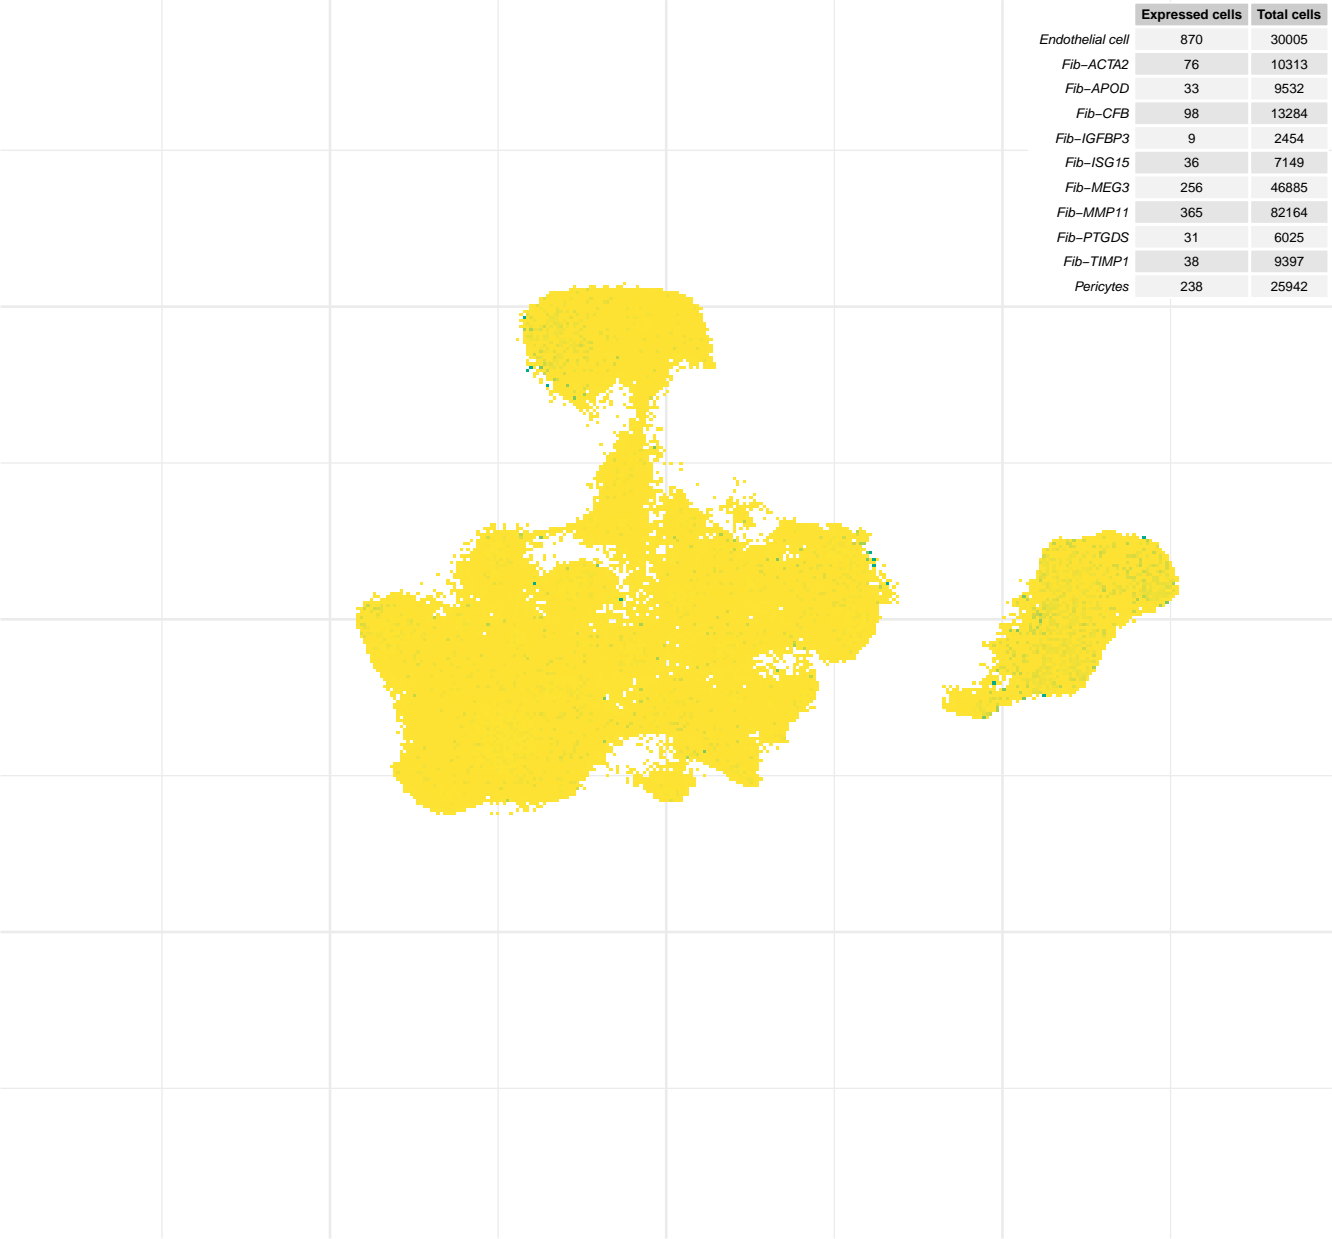 Expressed cells Total cells
Endothelial cell 870 30005
Fib−ACTA2 76 10313
Fib−APOD 33 9532
Fib−CFB 98 13284
Fib−IGFBP3 9 2454
Fib−ISG15 36 7149
Fib−MEG3 256 46885
Fib−MMP11 365 82164
Fib−PTGDS 31 6025
Fib−TIMP1 38 9397
Pericytes 238 25942